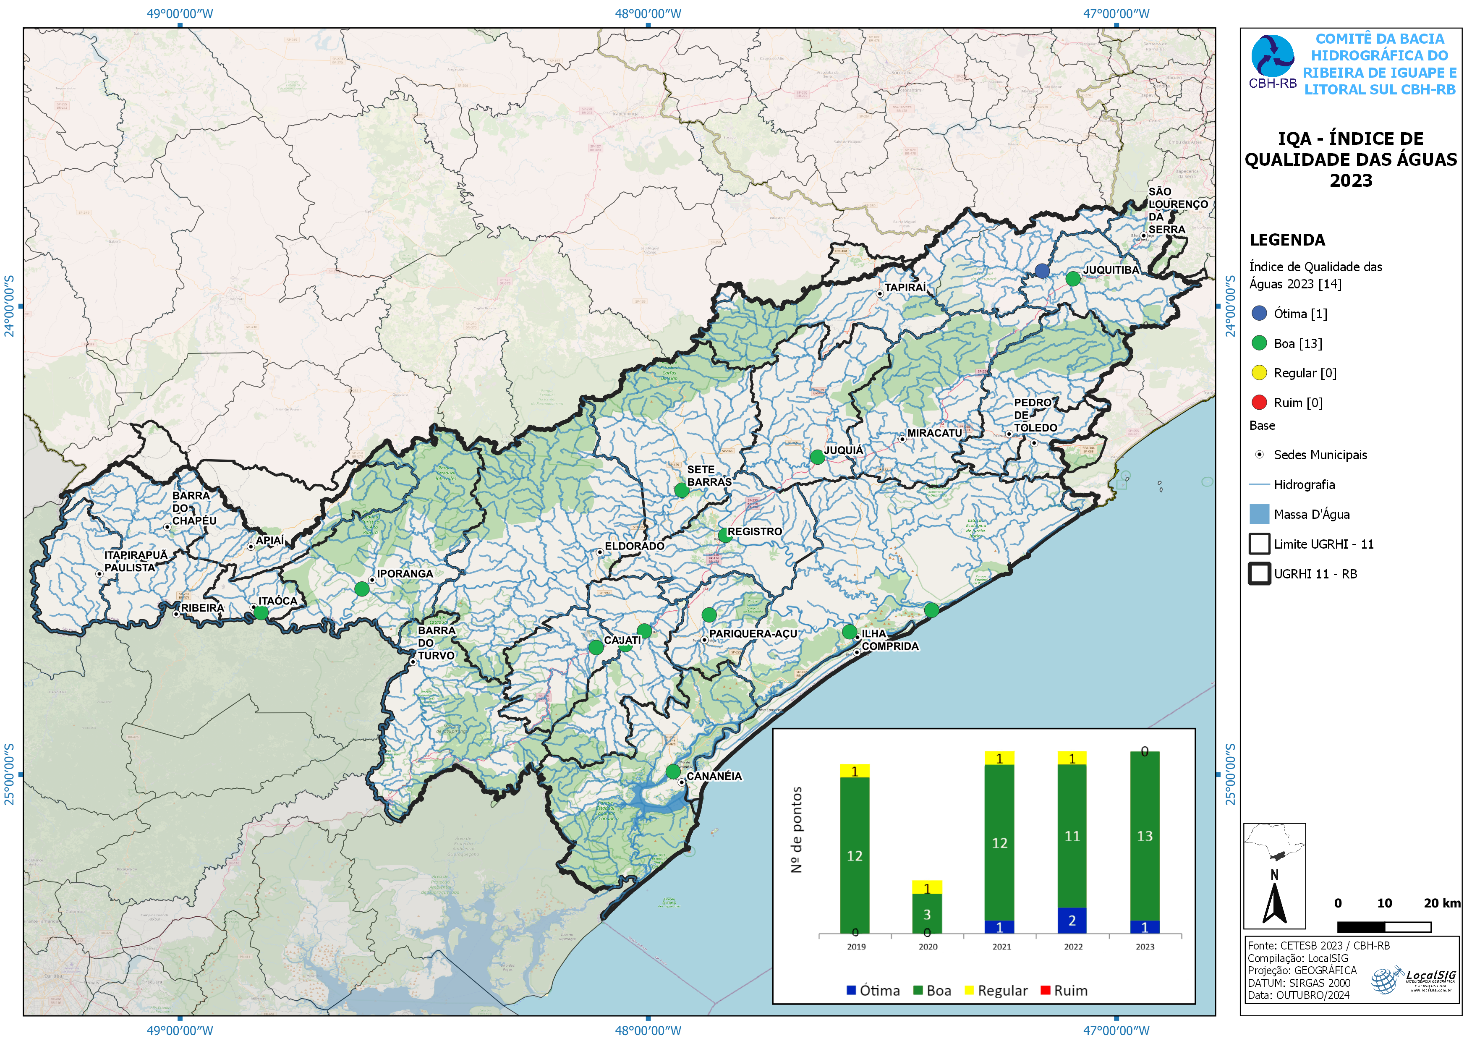 49°00'00"W
48°00'00"W
47°00'00"W
24°00'00"S
25°00'00"S
24°00'00"S
25°00'00"S
49°00'00"W
48°00'00"W
47°00'00"W
SÃO
LOURENÇO
DA
SERRA
JUQUITIBA
TAPIRAÍ
PEDRO
DE
TOLEDO
MIRACATU
JUQUIÁ
SETE
BARRAS
REGISTRO
BARRA
DO
CHAPÉU
APIAÍ
ELDORADO
ITAPIRAPUÃ
PAULISTA
IPORANGA
ITAÓCA
RIBEIRA
BARRA
DO
TURVO
CAJATI
PARIQUERA-AÇU
ILHA
COMPRIDA
CANANÉIA
Nº de pontos
1
12
0
2019
1
3
0
2020
1
12
1
2021
1
11
2
2022
0
13
1
2023
Ótima
Boa
Regular
Ruim
CBH-RB
COMITÊ DA BACIA
HIDROGRÁFICA DO
RIBEIRA DE IGUAPE E
LITORAL SUL CBH-RB
IQA - ÍNDICE DE
QUALIDADE DAS ÁGUAS
2023
LEGENDA
Índice de Qualidade das
Águas 2023 [14]
Ótima [1]
Boa [13]
Regular [0]
Ruim [0]
Base
Sedes Municipais
Hidrografia
Massa D'Água
Limite UGRHI - 11
UGRHI 11 - RB
N
0 10 20 km
Fonte: CETESB 2023 / CBH-RB
Compilação: LocalSIG
Projeção: GEOGRÁFICA
DATUM: SIRGAS 2000
Data: OUTUBRO/2024
LocalSIG